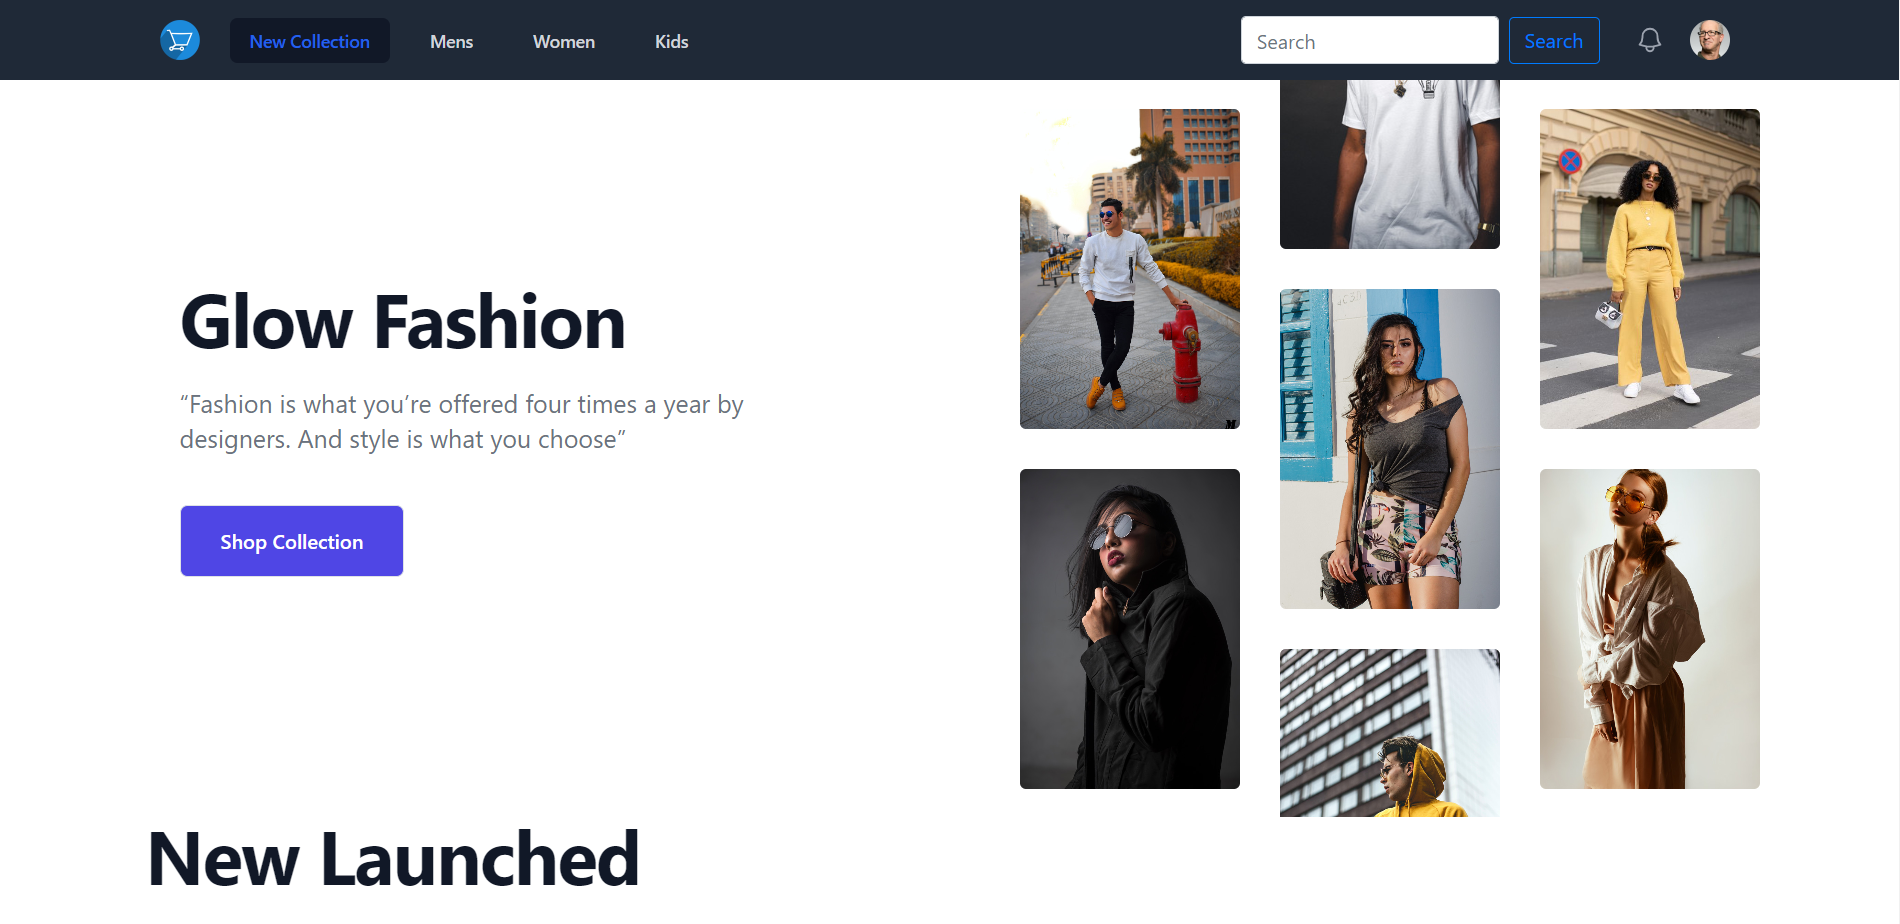 New Collection
Mens
Women
Kids
Search
Search
Glow Fashion
“Fashion is what you’re offered four times a year by
designers. And style is what you choose”
Shop Collection
New Launched